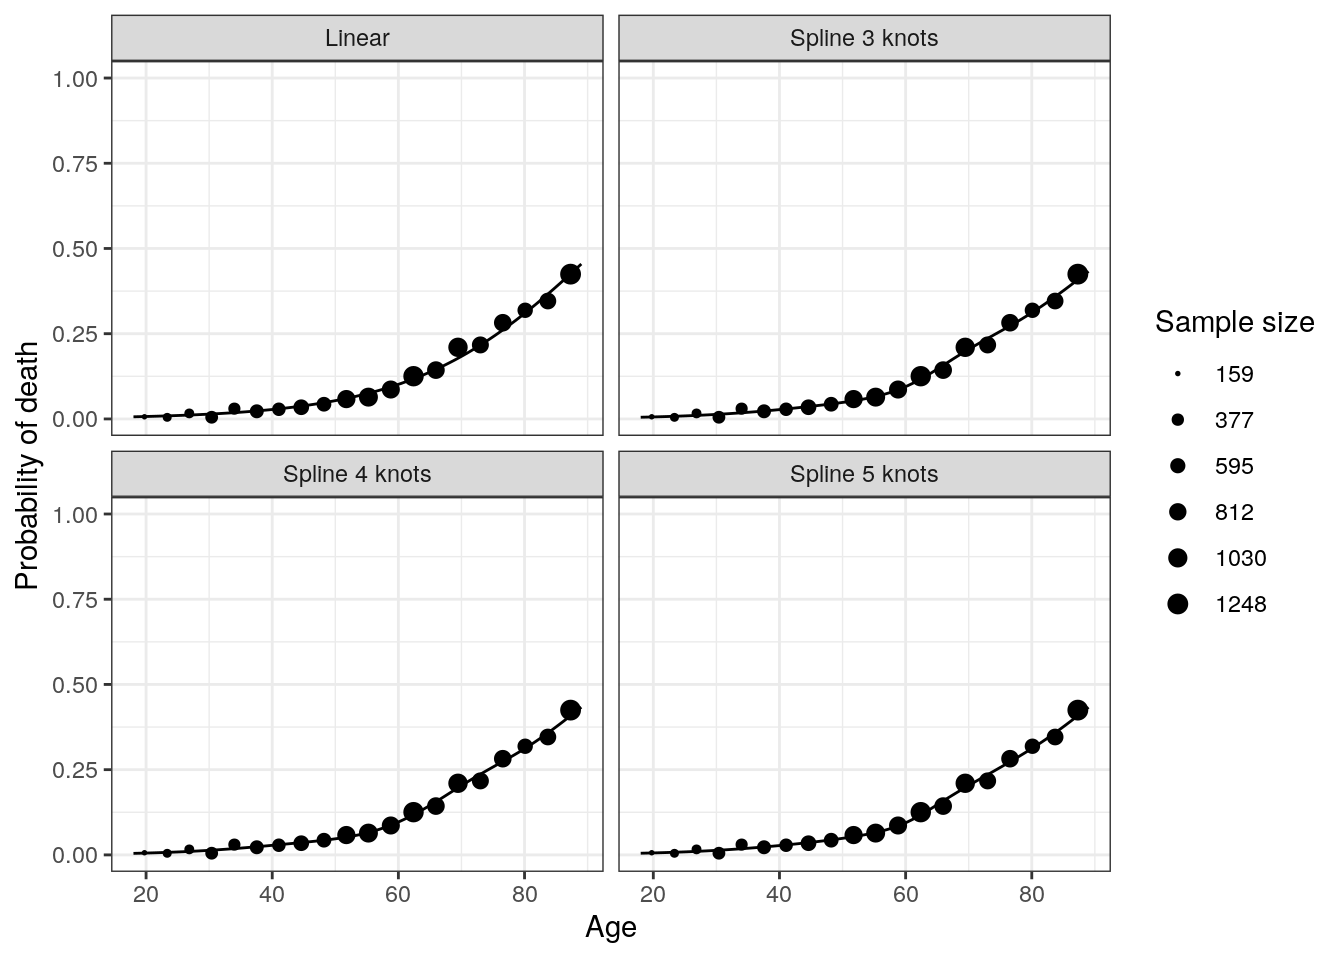 Linear
Spline 3 knots
1.00
0.75
0.50
0.25
0.00
Spline 4 knots
Spline 5 knots
1.00
0.75
0.50
0.25
0.00
20 40 60 80
20 40 60 80
Age
Probability of death
Sample size
159
377
595
812
1030
1248